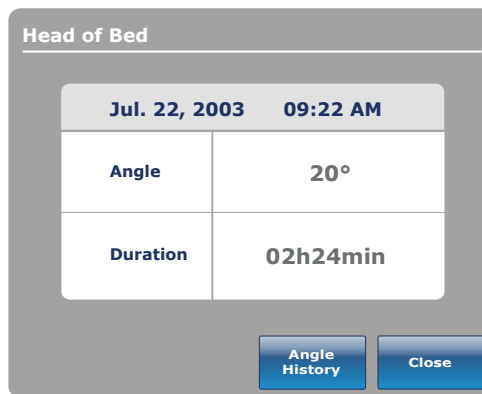 Head of Bed
Jul. 22, 2003 09:22 AM
Angle 20°
Duration 02h24min
Angle
History
Close